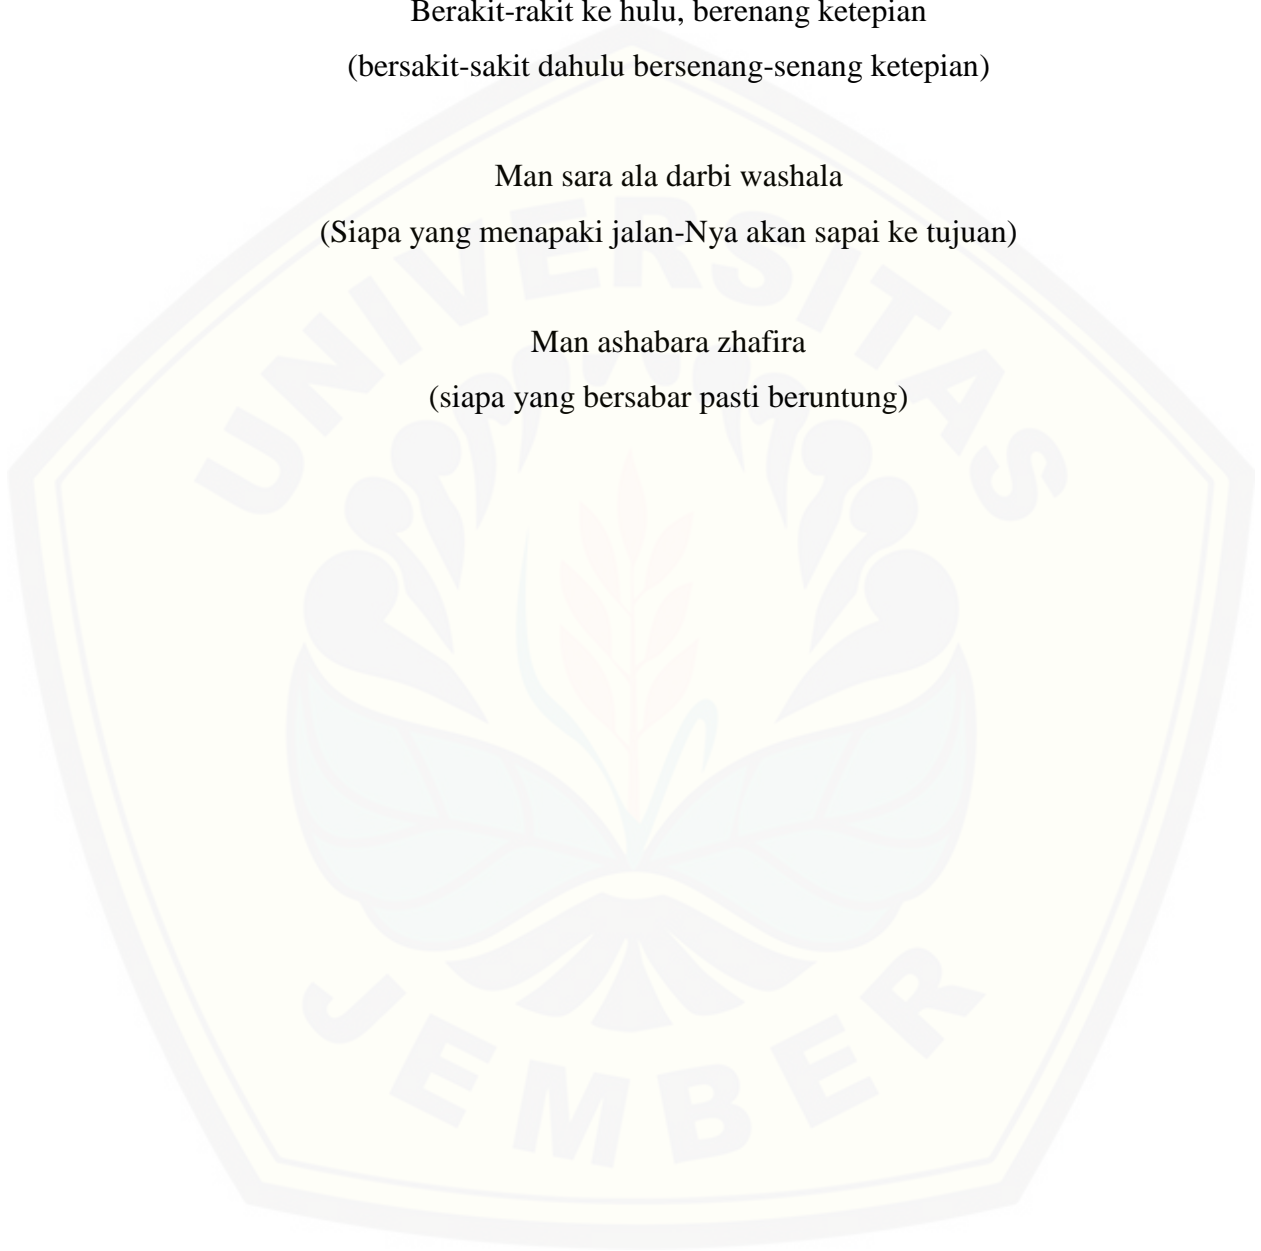 Berakit-rakit ke hulu, berenang ketepian
(bersakit-sakit dahulu bersenang-senang ketepian)
Man sara ala darbi washala
(Siapa yang menapaki jalan-Nya akan sapai ke tujuan)
Man ashabara zhafira
(siapa yang bersabar pasti beruntung)
UNIVERSITAS
JEMBER